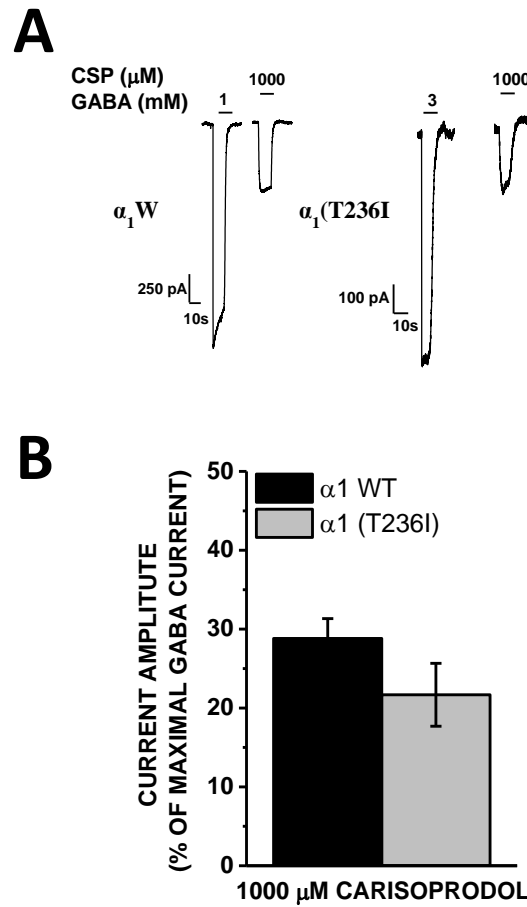 A
CSP (μM) 1000 1000
GABA (mM) 1 3
α1W α1(T236I
250 pA 100 pA
10s 10s
B
50
α1 WT
40 α1 (T236I)
30
20
10
0
CURRENT AMPLITUDE
(% OF MAXIMAL GABA CURRENT)
1000 μM CARISOPRODOL